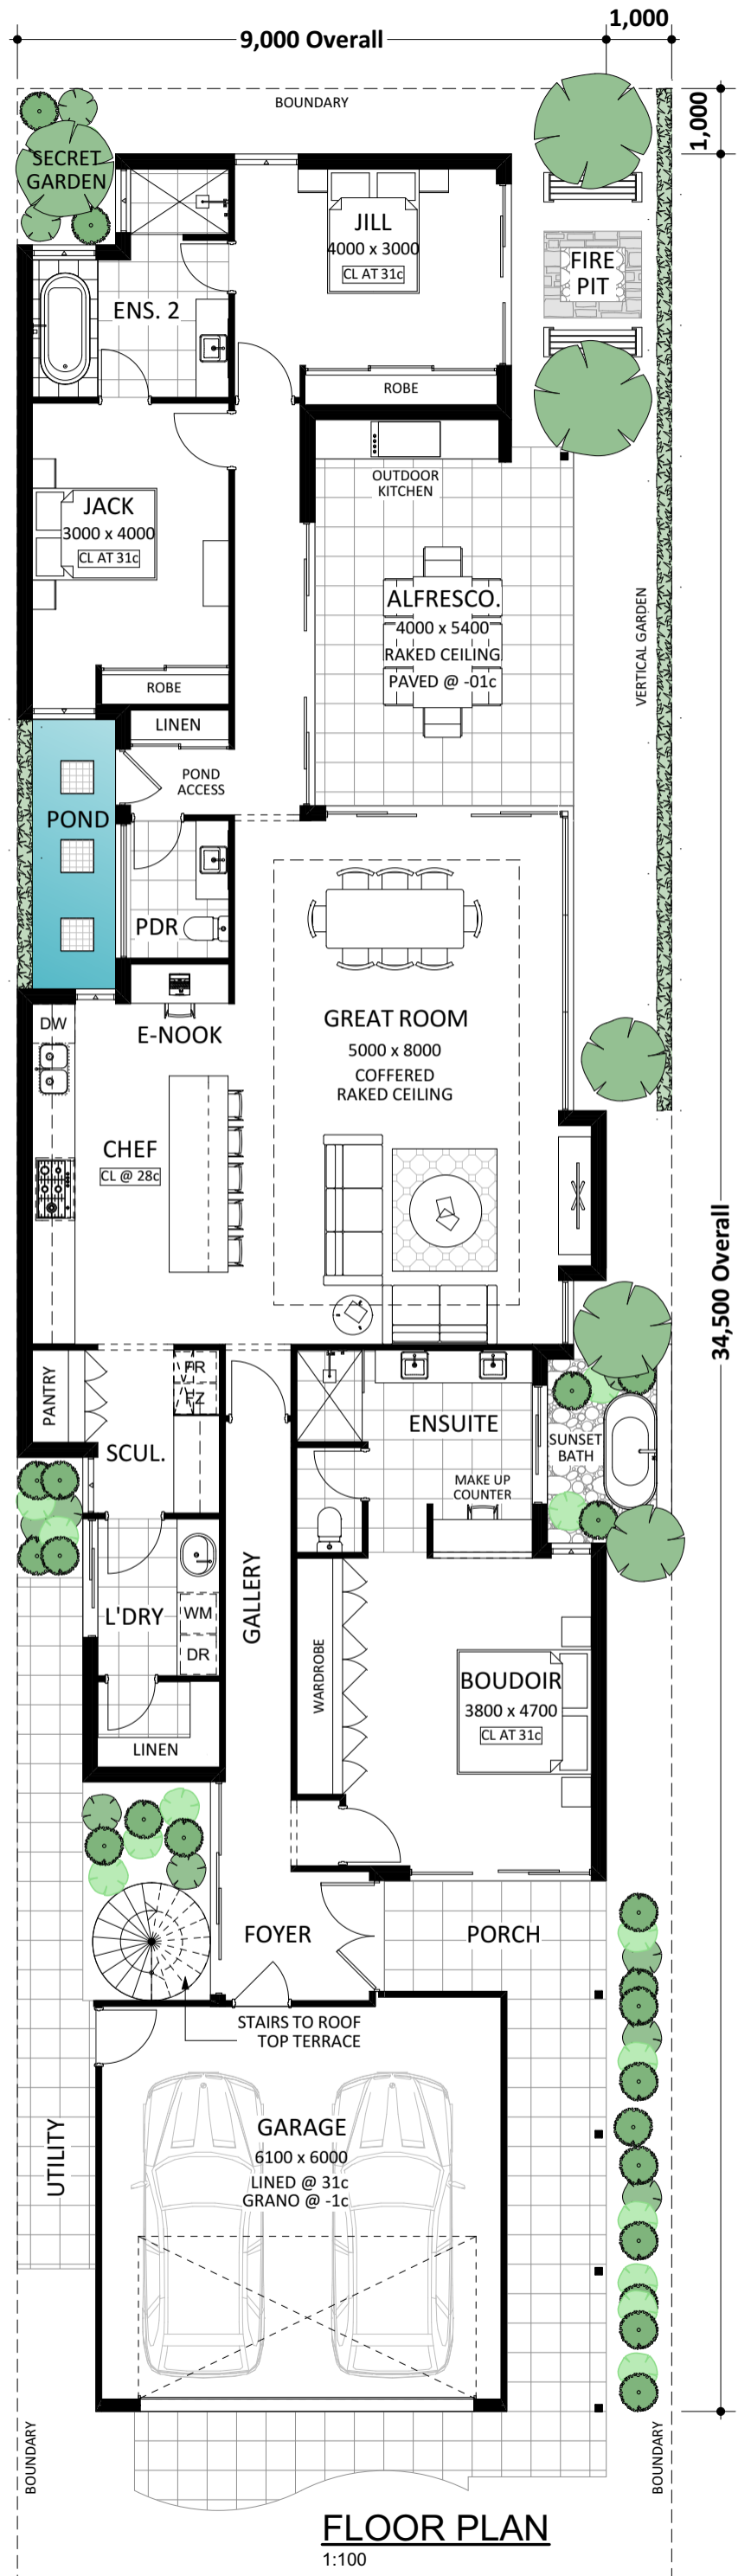 9,000 Overall
1,000
1,000
BOUNDARY
SECRET
GARDEN
JILL
4000 x 3000
CL AT 31c
FIRE
PIT
ENS. 2
ROBE
OUTDOOR
KITCHEN
JACK
3000 x 4000
CL AT 31c
ALFRESCO.
4000 x 5400
RAKED CEILING
PAVED @ -01c
VERTICAL GARDEN
ROBE
LINEN
POND
ACCESS
POND
PDR
GREAT ROOM
5000 x 8000
COFFERED
RAKED CEILING
DW
E-NOOK
CHEF
CL @ 28c
34,500 Overall
FR
FZ
PANTRY
SCUL.
ENSUITE
MAKE UP
COUNTER
SUNSET
BATH
GALLERY
L'DRY
WM
DR
LINEN
WARDROBE
BOUDOIR
3800 x 4700
CL AT 31c
FOYER
PORCH
STAIRS TO ROOF
TOP TERRACE
UTILITY
GARAGE
6100 x 6000
LINED @ 31c
GRANO @ -1c
BOUNDARY
BOUNDARY
FLOOR PLAN
1:100